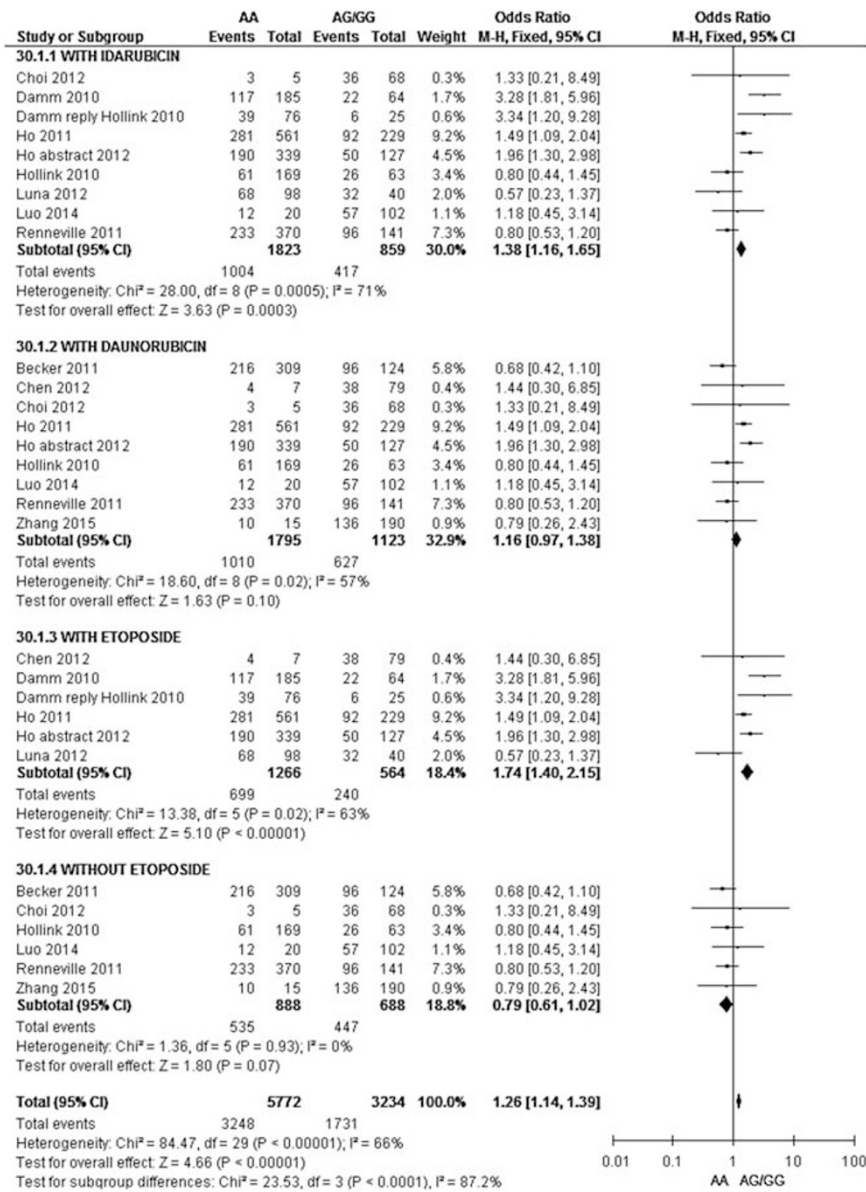 AA AG/GG Odds Ratio Odds Ratio
Study or Subgroup Events Total Events Total Weight M-H, Fixed, 95% CI M-H, Fixed, 95% CI
30.1.1 WITH IDARUBICIN
Choi 2012 3 5 36 68 0.3% 1.33 [0.21, 8.49]
Damm 2010 117 185 22 64 1.7% 3.28 [1.81, 5.96]
Damm reply Hollink 2010 39 76 6 25 0.6% 3.34 [1.20, 9.28]
Ho 2011 281 561 92 229 9.2% 1.49 [1.09, 2.04]
Ho abstract 2012 190 339 50 127 4.5% 1.96 [1.30, 2.98]
Hollink 2010 61 169 26 63 3.4% 0.80 [0.44, 1.45]
Luna 2012 68 98 32 40 2.0% 0.57 [0.23, 1.37]
Luo 2014 12 20 57 102 1.1% 1.18 [0.45, 3.14]
Renneville 2011 233 370 96 141 7.3% 0.80 [0.53, 1.20]
Subtotal (95% CI) 1823 859 30.0% 1.38 [1.16, 1.65]
Total events 1004 417
Heterogeneity: Chi² = 28.00, df = 8 (P = 0.0005); I² = 71%
Test for overall effect: Z = 3.63 (P = 0.0003)
30.1.2 WITH DAUNORUBICIN
Becker 2011 216 309 96 124 5.8% 0.68 [0.42, 1.10]
Chen 2012 4 7 38 79 0.4% 1.44 [0.30, 6.85]
Choi 2012 3 5 36 68 0.3% 1.33 [0.21, 8.49]
Ho 2011 281 561 92 229 9.2% 1.49 [1.09, 2.04]
Ho abstract 2012 190 339 50 127 4.5% 1.96 [1.30, 2.98]
Hollink 2010 61 169 26 63 3.4% 0.80 [0.44, 1.45]
Luo 2014 12 20 57 102 1.1% 1.18 [0.45, 3.14]
Renneville 2011 233 370 96 141 7.3% 0.80 [0.53, 1.20]
Zhang 2015 10 15 136 190 0.9% 0.79 [0.26, 2.43]
Subtotal (95% CI) 1795 1123 32.9% 1.16 [0.97, 1.38]
Total events 1010 627
Heterogeneity: Chi² = 18.60, df = 8 (P = 0.02); I² = 57%
Test for overall effect: Z = 1.63 (P = 0.10)
30.1.3 WITH ETOPOSIDE
Chen 2012 4 7 38 79 0.4% 1.44 [0.30, 6.85]
Damm 2010 117 185 22 64 1.7% 3.28 [1.81, 5.96]
Damm reply Hollink 2010 39 76 6 25 0.6% 3.34 [1.20, 9.28]
Ho 2011 281 561 92 229 9.2% 1.49 [1.09, 2.04]
Ho abstract 2012 190 339 50 127 4.5% 1.96 [1.30, 2.98]
Luna 2012 68 98 32 40 2.0% 0.57 [0.23, 1.37]
Subtotal (95% CI) 1266 564 18.4% 1.74 [1.40, 2.15]
Total events 699 240
Heterogeneity: Chi² = 13.38, df = 5 (P = 0.02); I² = 63%
Test for overall effect: Z = 5.10 (P < 0.00001)
30.1.4 WITHOUT ETOPOSIDE
Becker 2011 216 309 96 124 5.8% 0.68 [0.42, 1.10]
Choi 2012 3 5 36 68 0.3% 1.33 [0.21, 8.49]
Hollink 2010 61 169 26 63 3.4% 0.80 [0.44, 1.45]
Luo 2014 12 20 57 102 1.1% 1.18 [0.45, 3.14]
Renneville 2011 233 370 96 141 7.3% 0.80 [0.53, 1.20]
Zhang 2015 10 15 136 190 0.9% 0.79 [0.26, 2.43]
Subtotal (95% CI) 888 688 18.8% 0.79 [0.61, 1.02]
Total events 535 447
Heterogeneity: Chi² = 1.36, df = 5 (P = 0.93); I² = 0%
Test for overall effect: Z = 1.80 (P = 0.07)
Total (95% CI) 5772 3234 100.0% 1.26 [1.14, 1.39]
Total events 3248 1731
Heterogeneity: Chi² = 84.47, df = 29 (P < 0.00001); I² = 66%
Test for overall effect: Z = 4.66 (P < 0.00001)
Test for subgroup differences: Chi² = 23.53, df = 3 (P < 0.0001), I² = 87.2%
0.01 0.1 1 10 100
AA AG/GG